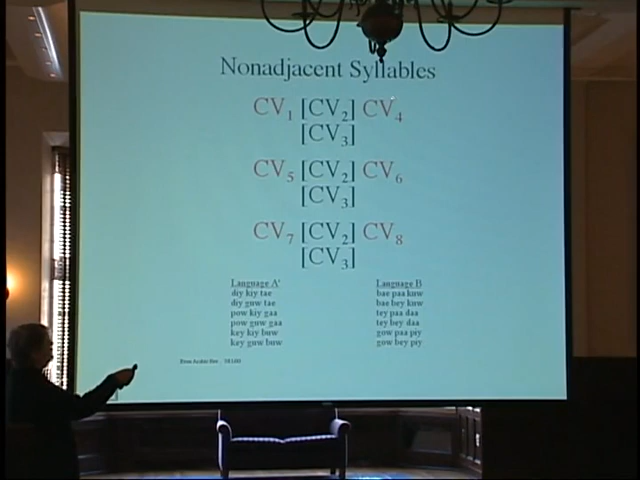 Nonadjacent Syllables
CV₁ [CV₂] CV₄
[CV₃]
CV₅ [CV₂] CV₆
[CV₃]
CV₇ [CV₂] CV₈
[CV₃]
Language A'
diy kiy tae
diy guw tae
pow kiy gaa
pow guw gaa
key kiy buw
key guw buw
Language B
bae paa kuw
bae bey kuw
tey paa daa
tey bey daa
gow paa piy
gow bey piy